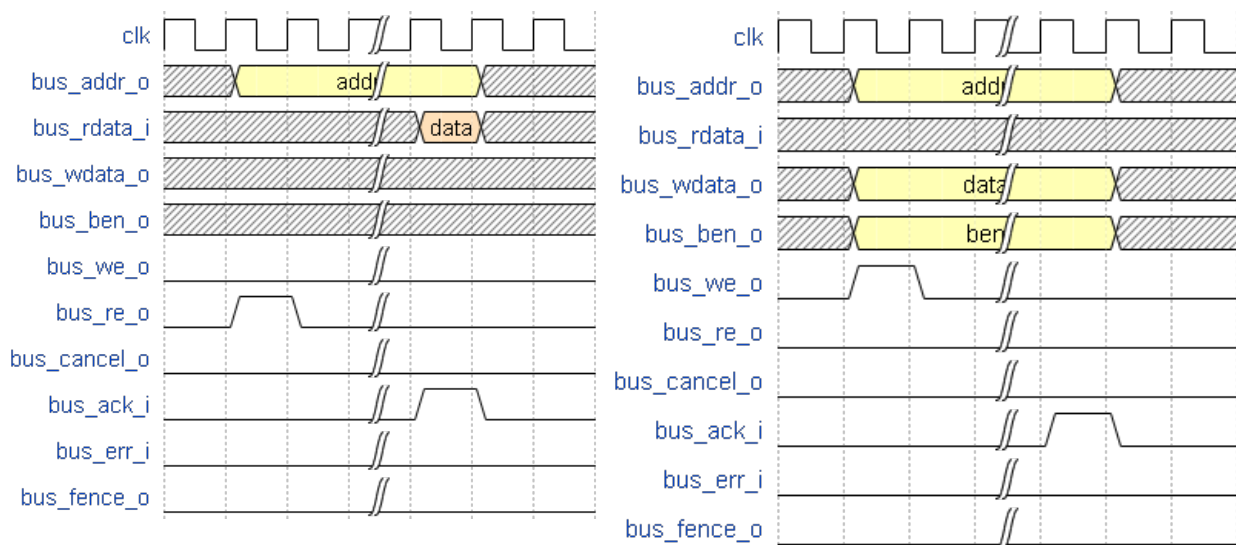 clk
bus_addr_o
addr
bus_rdata_i
data
bus_wdata_o
bus_ben_o
bus_we_o
bus_re_o
bus_cancel_o
bus_ack_i
bus_err_i
bus_fence_o
clk
bus_addr_o
addr
bus_rdata_i
bus_wdata_o
data
bus_ben_o
ben
bus_we_o
bus_re_o
bus_cancel_o
bus_ack_i
bus_err_i
bus_fence_o